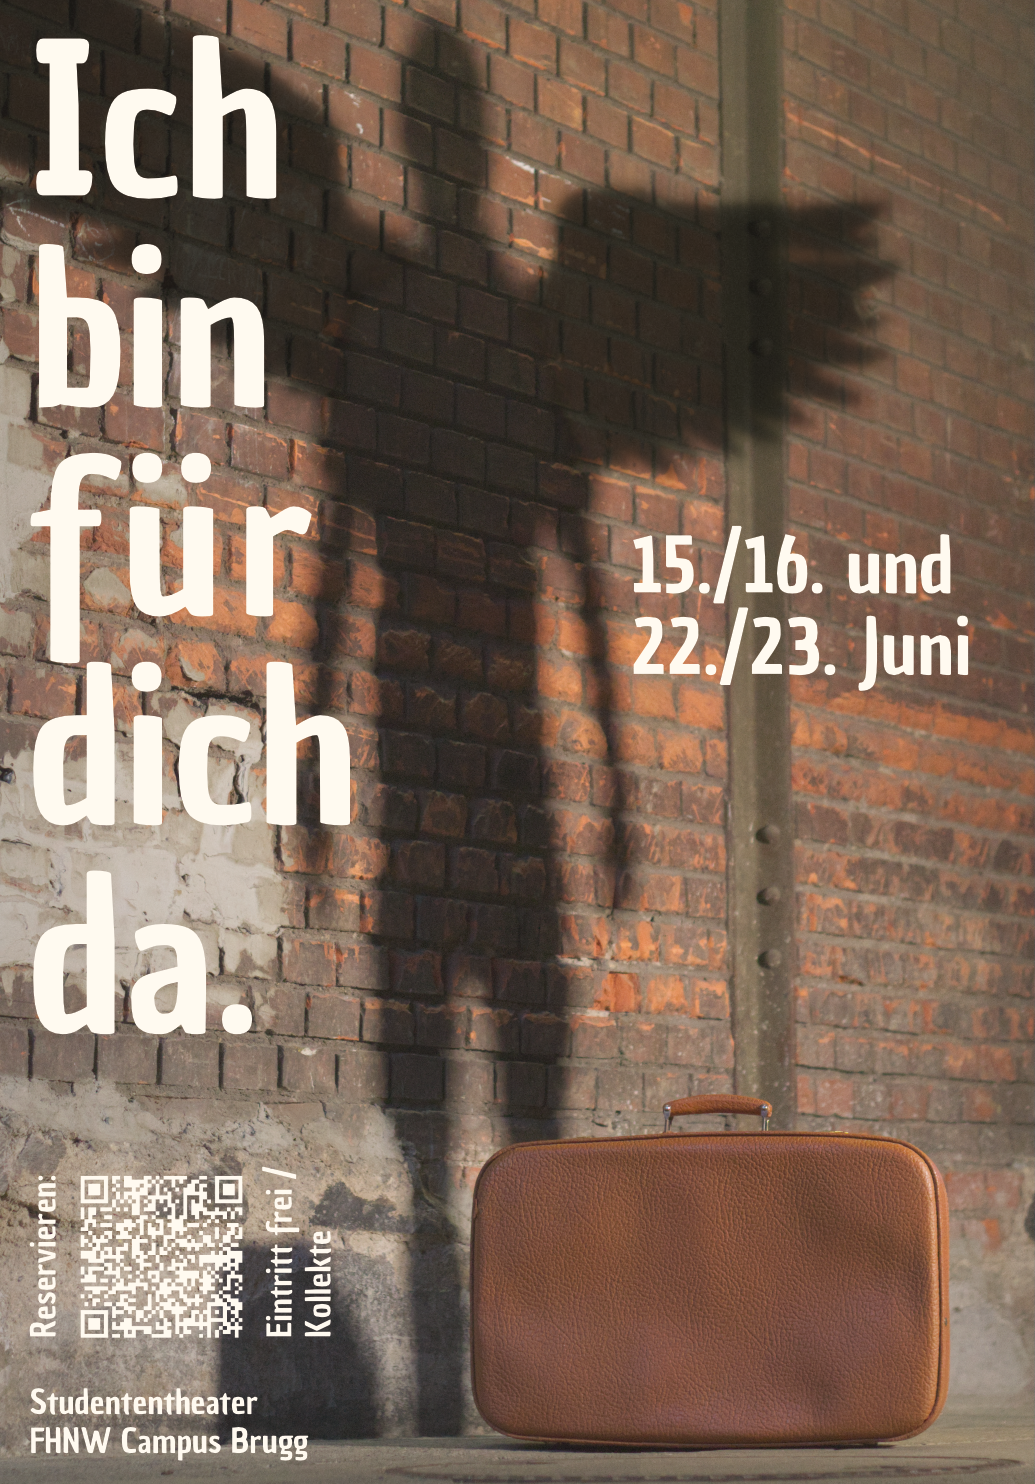 Ich
bin
für
dich
da.
15./16. und
22./23. Juni
Reservieren:
Eintritt frei /
Kollekte
Studententheater
FHNW Campus Brugg